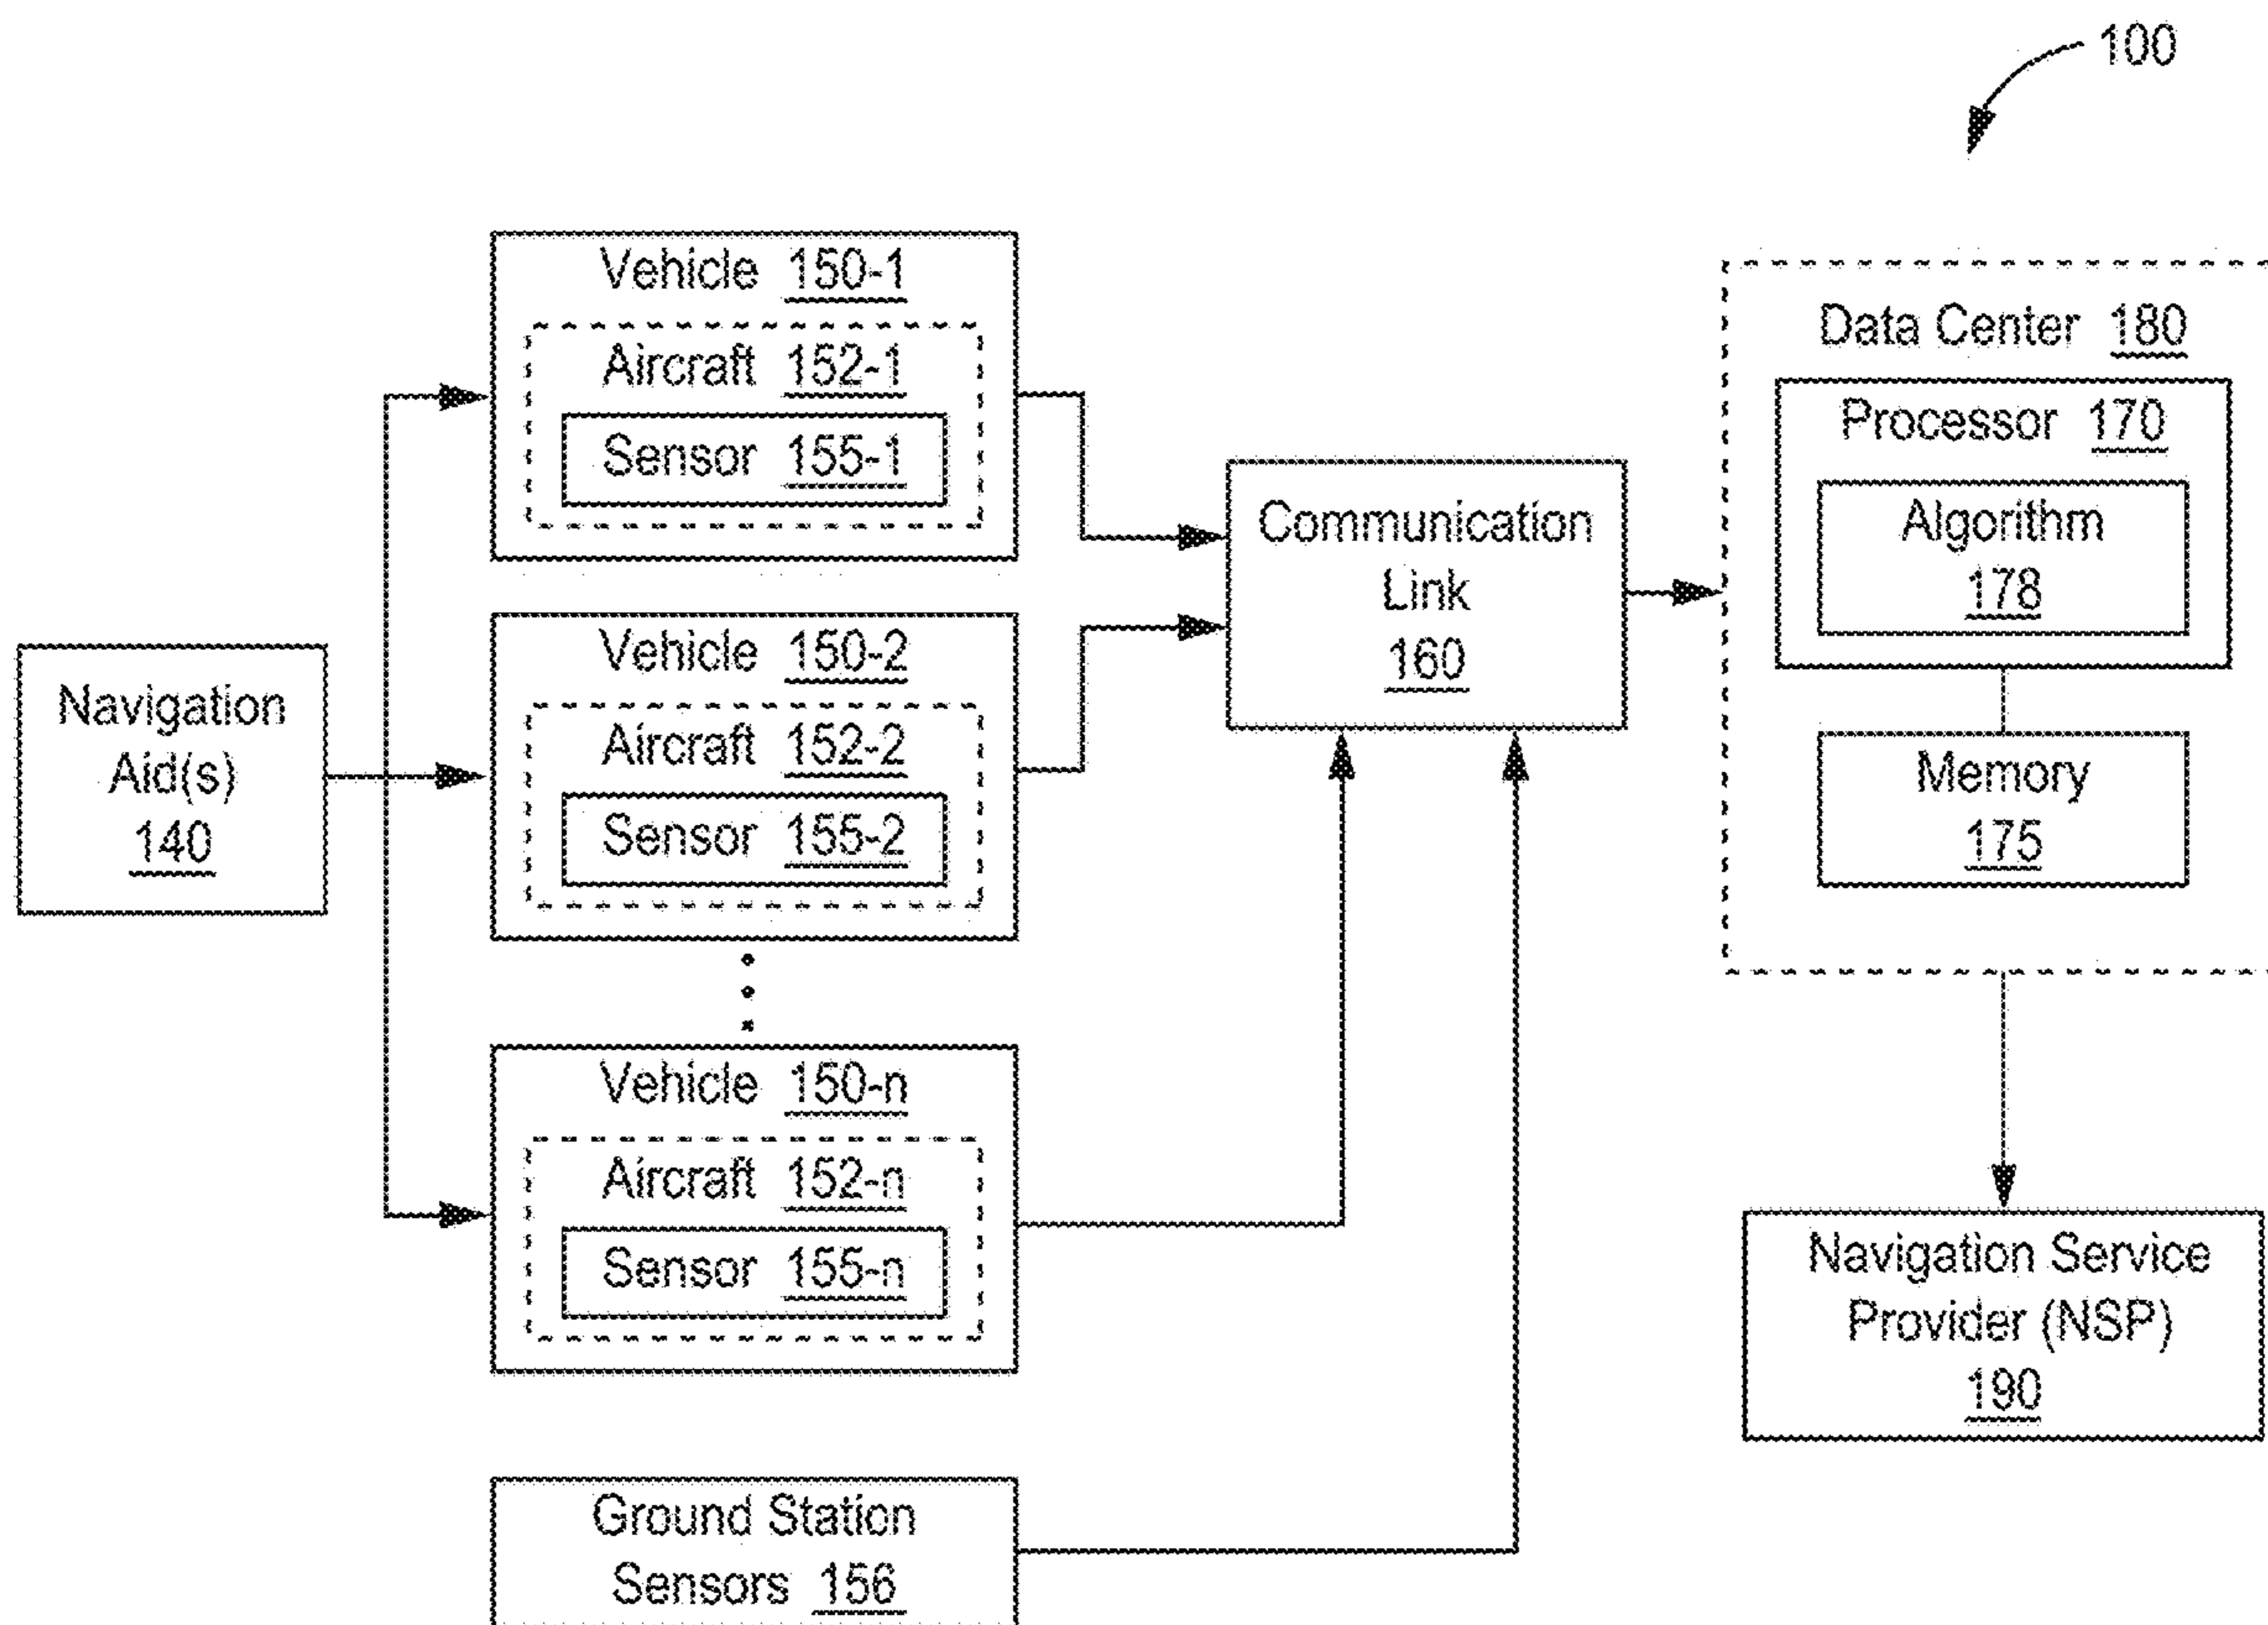 100
Vehicle 150-1
Aircraft 152-1
Sensor 155-1
Vehicle 150-2
Aircraft 152-2
Sensor 155-2
Vehicle 150-n
Aircraft 152-n
Sensor 155-n
Navigation
Aid(s)
140
Ground Station
Sensors 156
Communication
Link
160
Data Center 180
Processor 170
Algorithm
178
Memory
175
Navigation Service
Provider (NSP)
190